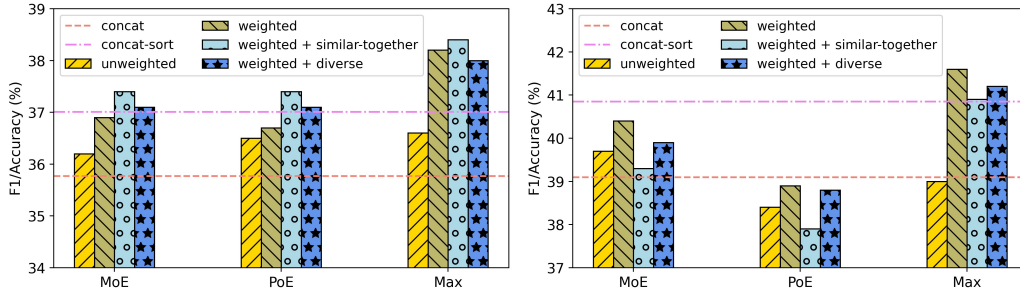 39
38
37
36
35
34
F1/Accuracy (%)
concat
concat-sort
unweighted
weighted
weighted + similar-together
weighted + diverse
MoE
PoE
Max
43
42
41
40
39
38
37
F1/Accuracy (%)
concat
concat-sort
unweighted
weighted
weighted + similar-together
weighted + diverse
MoE
PoE
Max